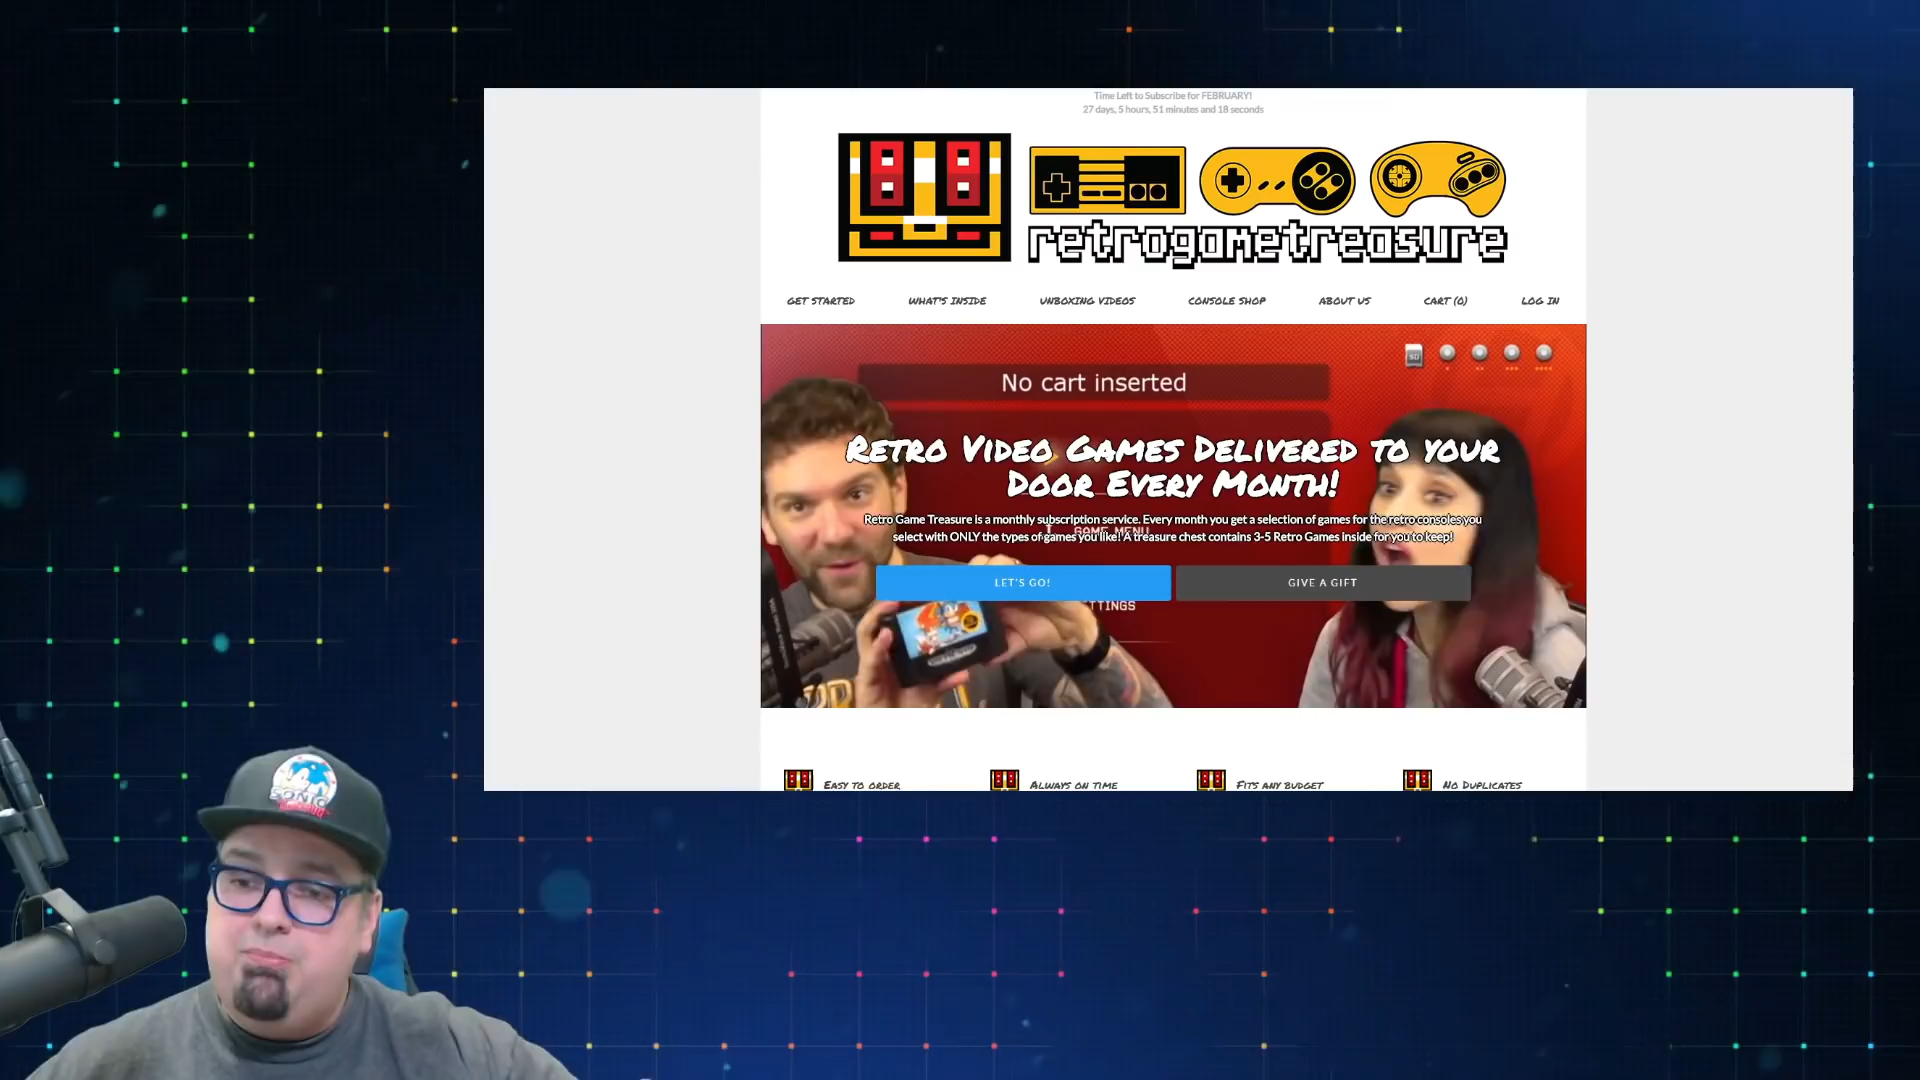 Time Left to Subscribe for FEBRUARY!
27 days, 5 hours, 51 minutes and 18 seconds
retrogametreasure
GET STARTED WHAT'S INSIDE UNBOXING VIDEOS CONSOLE SHOP ABOUT US CART (0) LOG IN
SD
No cart inserted
RETRO VIDEO GAMES DELIVERED TO YOUR
DOOR EVERY MONTH!
Retro Game Treasure is a monthly subscription service. Every month you get a selection of games for the retro consoles you
GAME MENU
select with ONLY the types of games you like! A treasure chest contains 3-5 Retro Games inside for you to keep!
LET'S GO! GIVE A GIFT
TTINGS
EASY TO ORDER ALWAYS ON TIME FITS ANY BUDGET NO DUPLICATES
SONIC